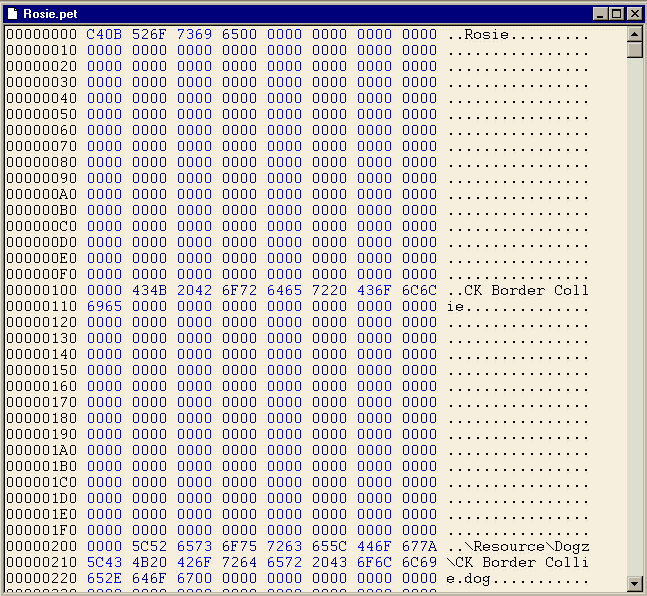 Rosie.pet
00000000 C40B 526F 7369 6500 0000 0000 0000 0000 ..Rosie.........
00000010 0000 0000 0000 0000 0000 0000 0000 0000 ................
00000020 0000 0000 0000 0000 0000 0000 0000 0000 ................
00000030 0000 0000 0000 0000 0000 0000 0000 0000 ................
00000040 0000 0000 0000 0000 0000 0000 0000 0000 ................
00000050 0000 0000 0000 0000 0000 0000 0000 0000 ................
00000060 0000 0000 0000 0000 0000 0000 0000 0000 ................
00000070 0000 0000 0000 0000 0000 0000 0000 0000 ................
00000080 0000 0000 0000 0000 0000 0000 0000 0000 ................
00000090 0000 0000 0000 0000 0000 0000 0000 0000 ................
000000A0 0000 0000 0000 0000 0000 0000 0000 0000 ................
000000B0 0000 0000 0000 0000 0000 0000 0000 0000 ................
000000C0 0000 0000 0000 0000 0000 0000 0000 0000 ................
000000D0 0000 0000 0000 0000 0000 0000 0000 0000 ................
000000E0 0000 0000 0000 0000 0000 0000 0000 0000 ................
000000F0 0000 0000 0000 0000 0000 0000 0000 0000 ................
00000100 0000 434B 2042 6F72 6465 7220 436F 6C6C ..CK Border Coll
00000110 6965 0000 0000 0000 0000 0000 0000 0000 ie..............
00000120 0000 0000 0000 0000 0000 0000 0000 0000 ................
00000130 0000 0000 0000 0000 0000 0000 0000 0000 ................
00000140 0000 0000 0000 0000 0000 0000 0000 0000 ................
00000150 0000 0000 0000 0000 0000 0000 0000 0000 ................
00000160 0000 0000 0000 0000 0000 0000 0000 0000 ................
00000170 0000 0000 0000 0000 0000 0000 0000 0000 ................
00000180 0000 0000 0000 0000 0000 0000 0000 0000 ................
00000190 0000 0000 0000 0000 0000 0000 0000 0000 ................
000001A0 0000 0000 0000 0000 0000 0000 0000 0000 ................
000001B0 0000 0000 0000 0000 0000 0000 0000 0000 ................
000001C0 0000 0000 0000 0000 0000 0000 0000 0000 ................
000001D0 0000 0000 0000 0000 0000 0000 0000 0000 ................
000001E0 0000 0000 0000 0000 0000 0000 0000 0000 ................
000001F0 0000 0000 0000 0000 0000 0000 0000 0000 ................
00000200 0000 5C52 6573 6F75 7263 655C 446F 677A ..\Resource\Dogz
00000210 5C43 4B20 426F 7264 6572 2043 6F6C 6C69 \CK Border Colli
00000220 652E 646F 6700 0000 0000 0000 0000 0000 e.dog...........